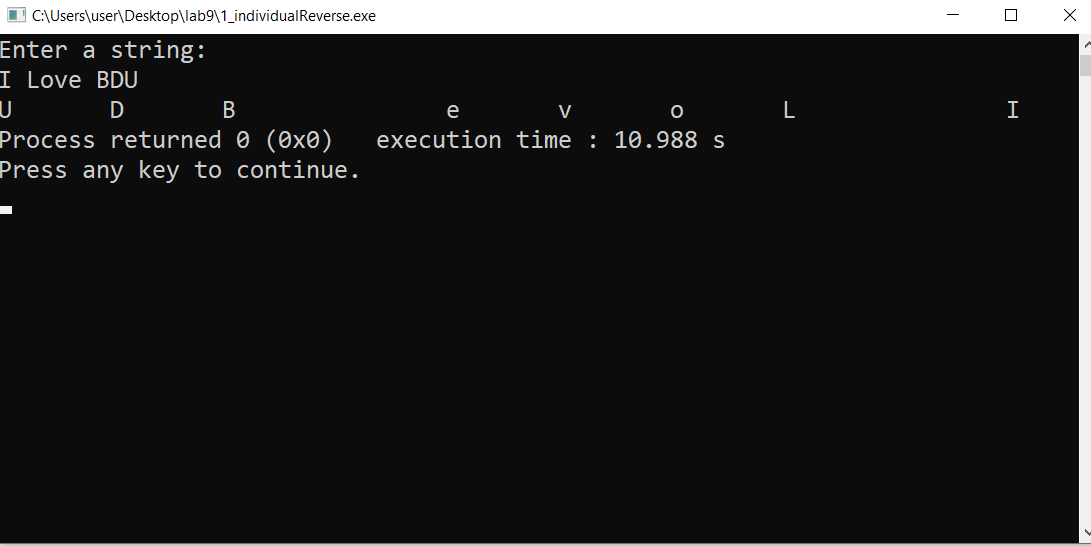 C:\Users\user\Desktop\lab9\1_individualReverse.exe
Enter a string:
I Love BDU
U       D       B               e       v       o       L               I
Process returned 0 (0x0)   execution time : 10.988 s
Press any key to continue.